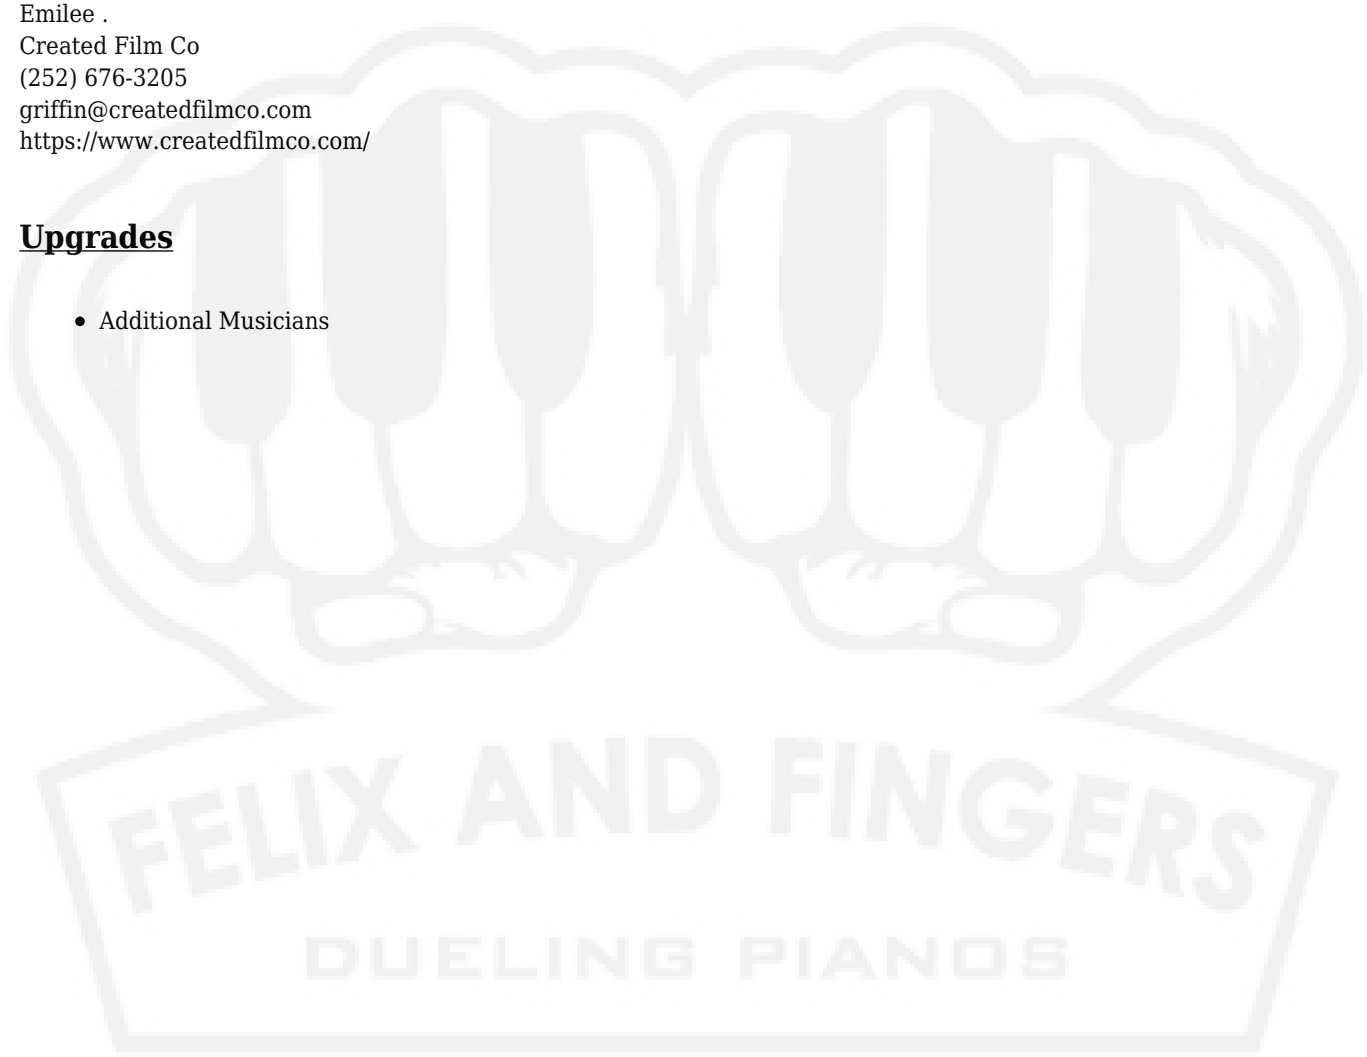 Emilee .
Created Film Co
(252) 676-3205
griffin@createdfilmco.com
https://www.createdfilmco.com/
Upgrades
Additional Musicians
FELIX AND FINGERS
DUELING PIANOS